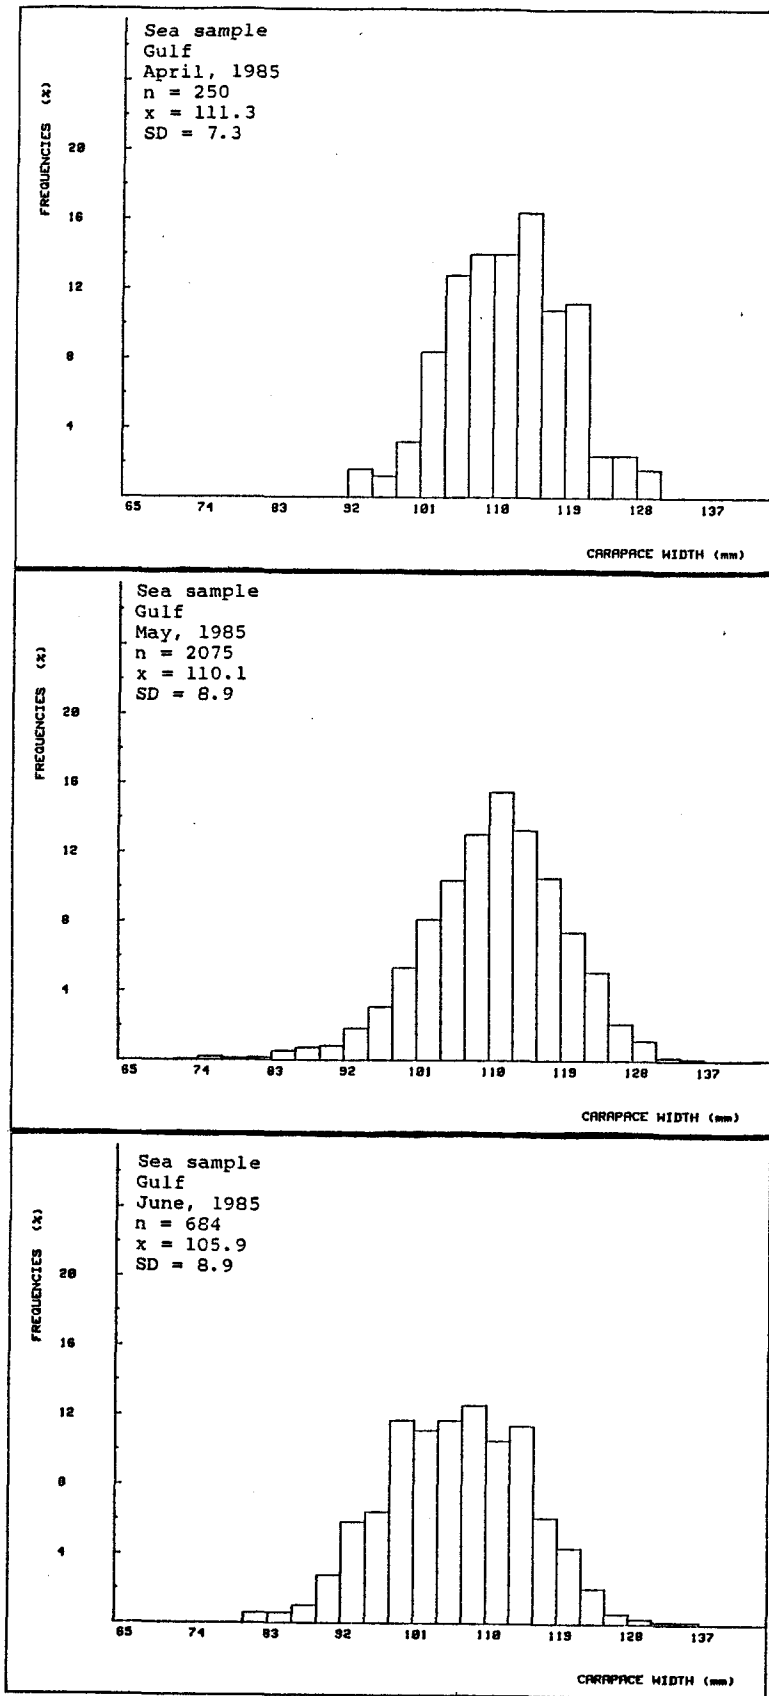 Sea sample
Gulf
April, 1985
n = 250
x = 111.3
SD = 7.3
FREQUENCIES (%)
20
16
12
8
4
65 74 83 92 101 110 119 128 137
CARAPACE WIDTH (mm)
Sea sample
Gulf
May, 1985
n = 2075
x = 110.1
SD = 8.9
FREQUENCIES (%)
20
16
12
8
4
65 74 83 92 101 110 119 128 137
CARAPACE WIDTH (mm)
Sea sample
Gulf
June, 1985
n = 684
x = 105.9
SD = 8.9
FREQUENCIES (%)
20
16
12
8
4
65 74 83 92 101 110 119 128 137
CARAPACE WIDTH (mm)